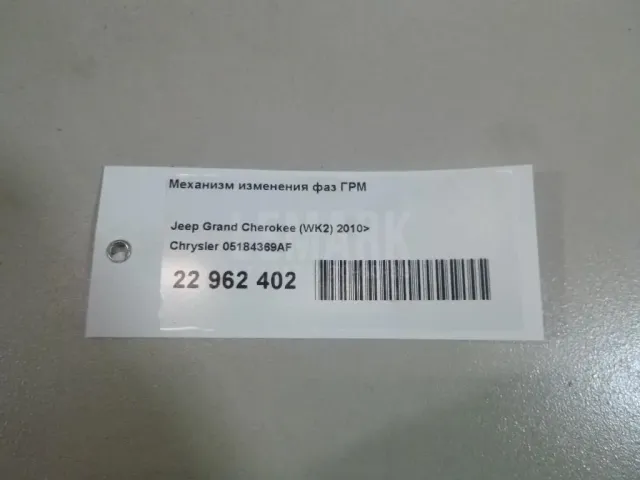 Механизм изменения фаз ГРМ
Jeep Grand Cherokee (WK2) 2010>
Chrysler 05184369AF
22 962 402